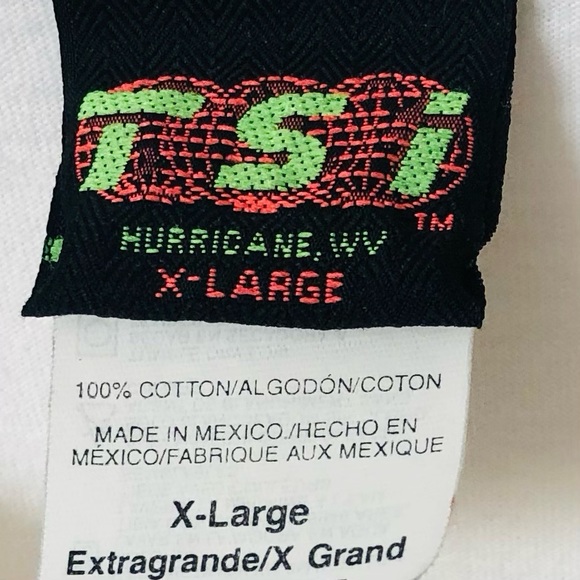 TSi
TM
HURRICANE, WV
X-LARGE
100% COTTON/ALGODÓN/COTON
MADE IN MEXICO./HECHO EN
MÉXICO/FABRIQUE AUX MEXIQUE
X-Large
Extragrande/X Grand